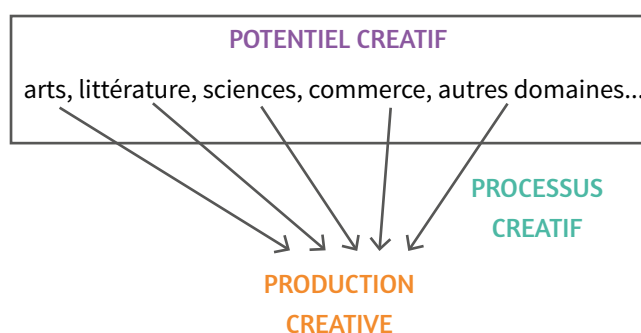 POTENTIEL CREATIF
arts, littérature, sciences, commerce, autres domaines...
PROCESSUS
CREATIF
PRODUCTION
CREATIVE